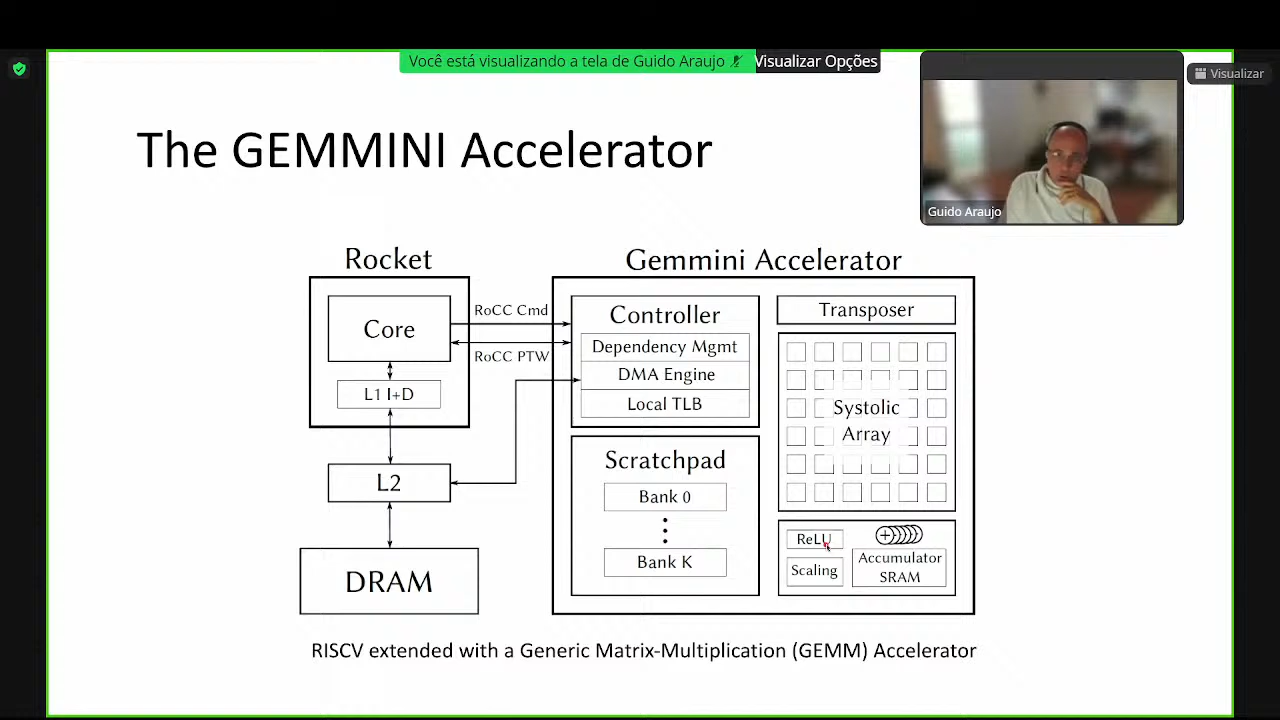 Você está visualizando a tela de Guido Araujo
Visualizar Opções
Visualizar
The GEMMINI Accelerator
Guido Araujo
Rocket
Core
L1 I+D
L2
DRAM
RoCC Cmd
RoCC PTW
Gemmini Accelerator
Controller
Dependency Mgmt
DMA Engine
Local TLB
Scratchpad
Bank 0
Bank K
Transposer
Systolic
Array
ReLU
Scaling
Accumulator
SRAM
RISCV extended with a Generic Matrix-Multiplication (GEMM) Accelerator